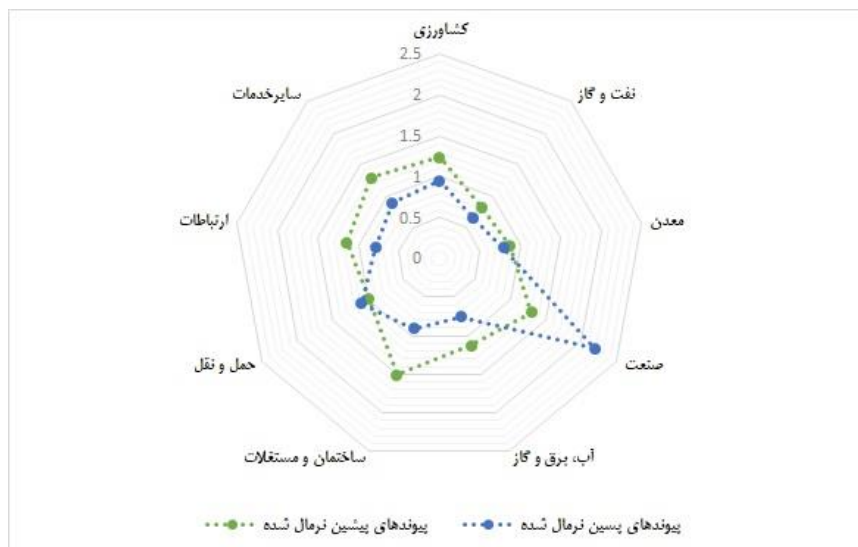 کشاورزی
2.5
نفت و گاز
سایرخدمات
2
1.5
1
ارتباطات
معدن
0.5
0
حمل و نقل
صنعت
ساختمان و مستغلات
آب، برق و گاز
پیوندهای پسین نرمال شده
پیوندهای پیشین نرمال شده